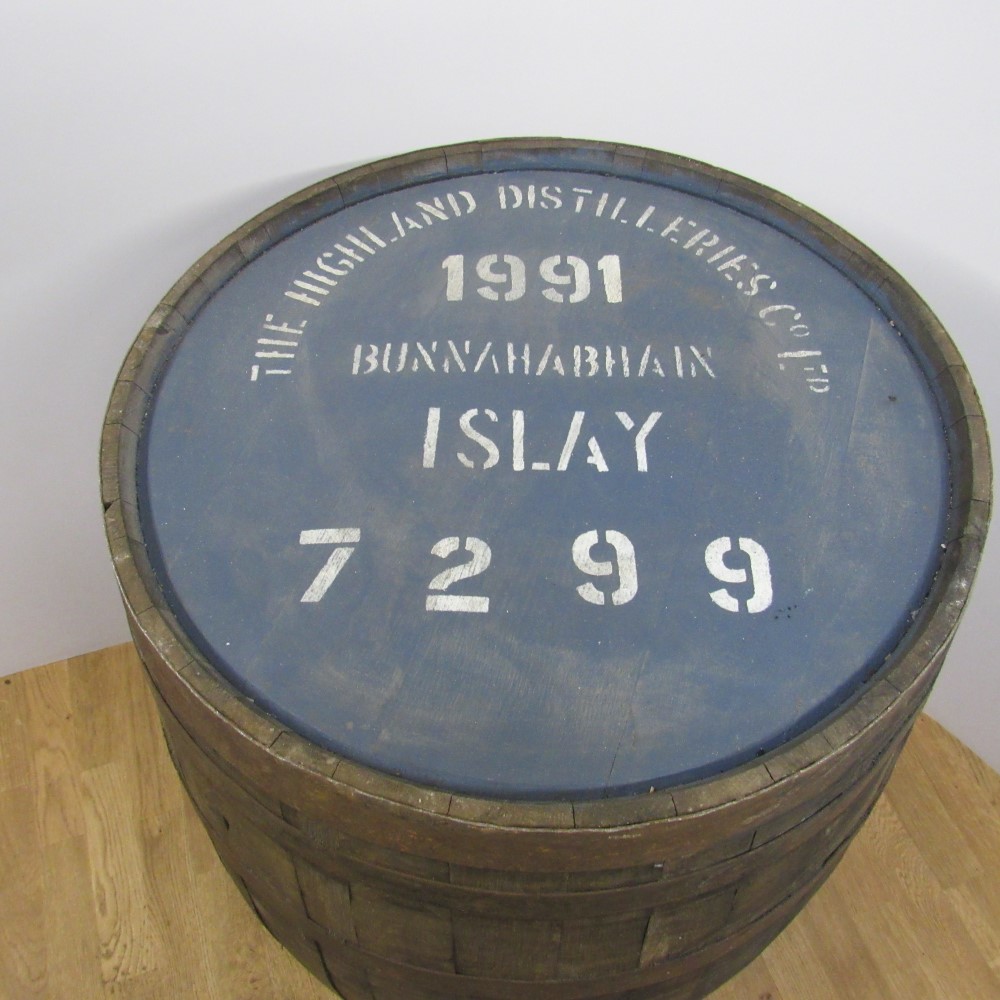 THE HIGHLAND DISTILLERIES Cº LTD
1991
BUNNAHABHAIN
ISLAY
7299